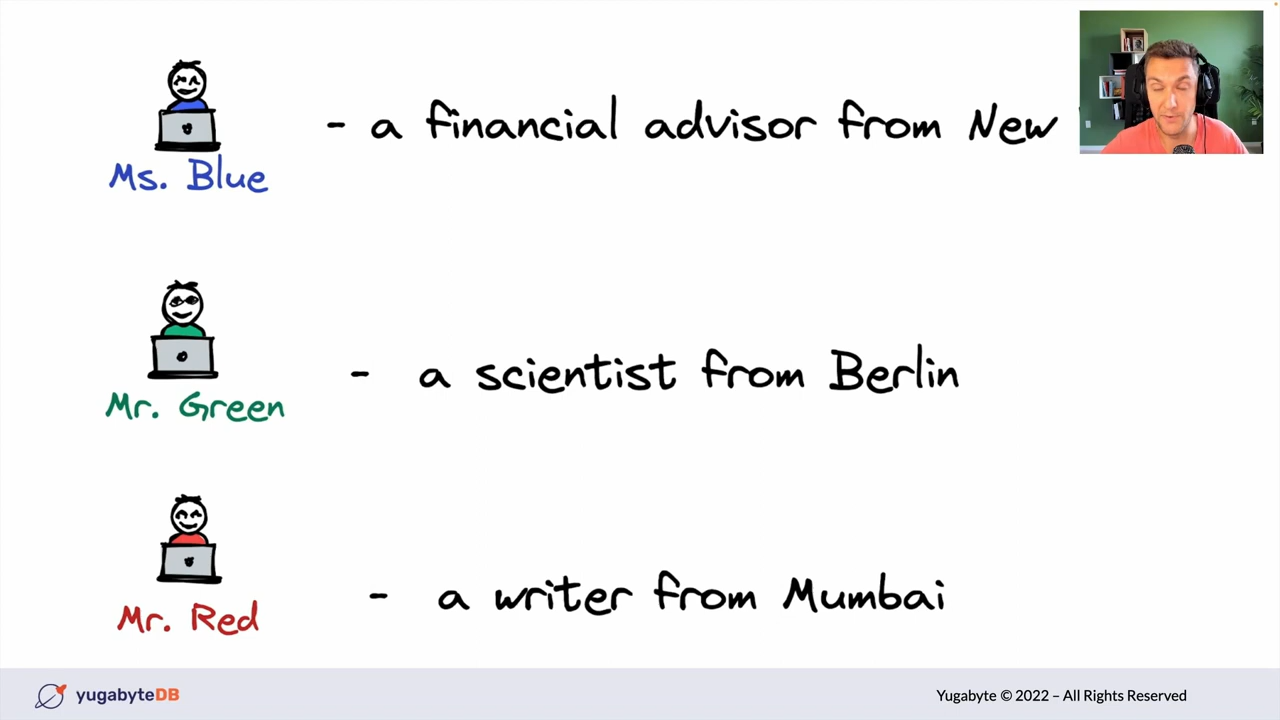 - a financial advisor from New
Ms. Blue
- a scientist from Berlin
Mr. Green
- a writer from Mumbai
Mr. Red
yugabyteDB
Yugabyte © 2022 – All Rights Reserved